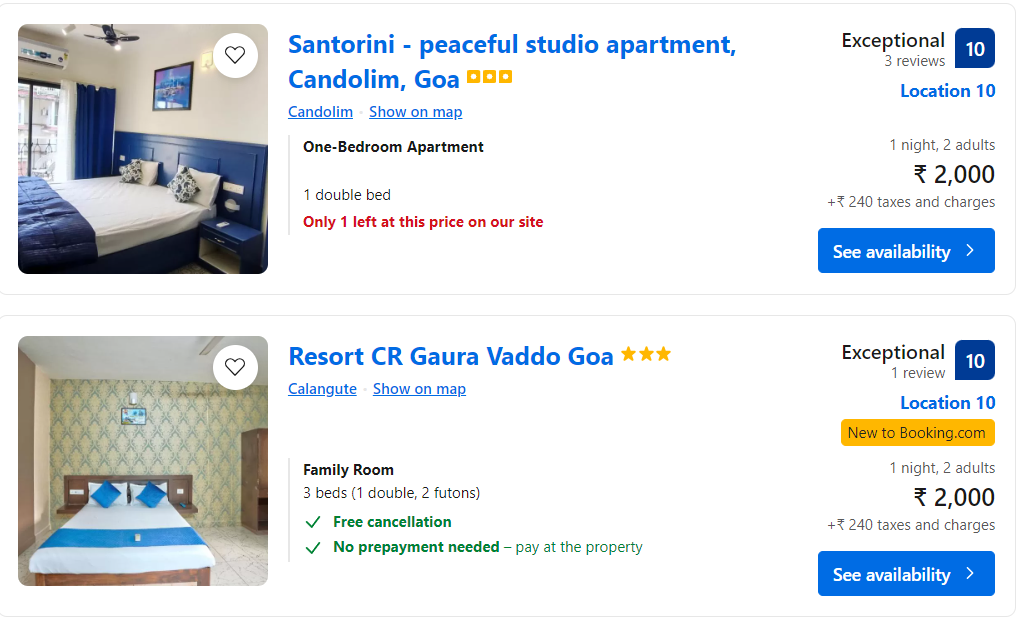 Santorini - peaceful studio apartment,
Candolim, Goa
Candolim · Show on map
One-Bedroom Apartment
1 double bed
Only 1 left at this price on our site
Exceptional 10
3 reviews
Location 10
1 night, 2 adults
₹ 2,000
+₹ 240 taxes and charges
See availability
Resort CR Gaura Vaddo Goa
Calangute · Show on map
Family Room
3 beds (1 double, 2 futons)
Free cancellation
No prepayment needed – pay at the property
Exceptional 10
1 review
Location 10
New to Booking.com
1 night, 2 adults
₹ 2,000
+₹ 240 taxes and charges
See availability